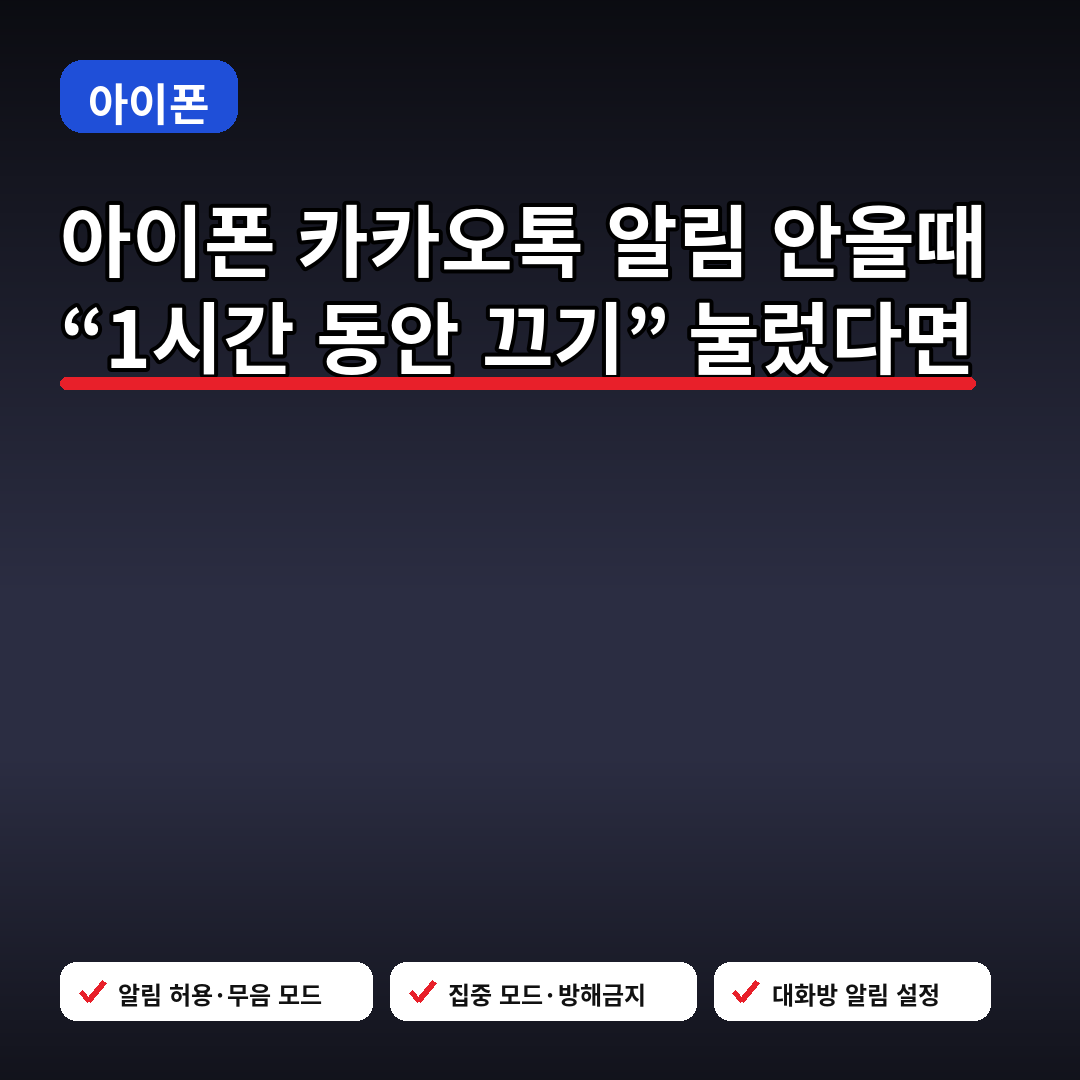 아이폰
아이폰 카카오톡 알림 안올때
“1시간 동안 끄기” 눌렀다면
알림 허용·무음 모드
집중 모드·방해금지
대화방 알림 설정